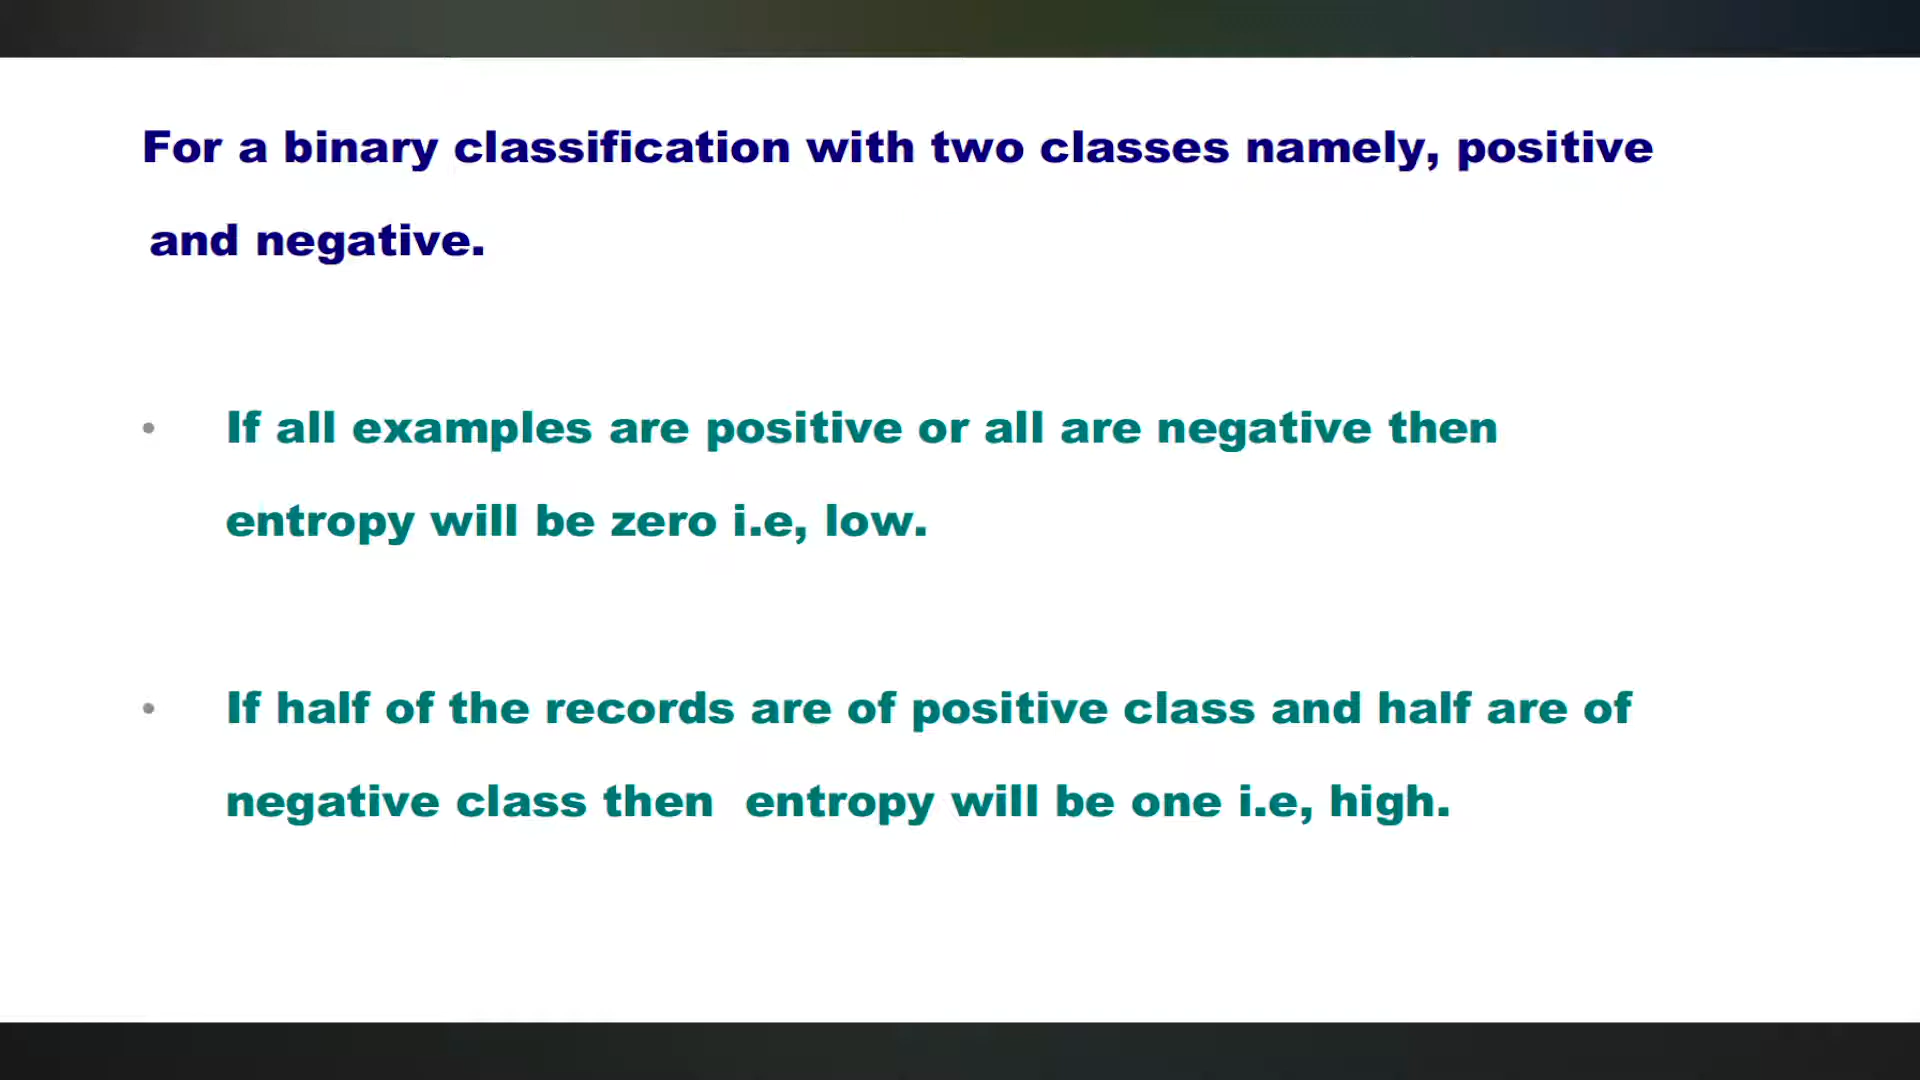 For a binary classification with two classes namely, positive
and negative.
• If all examples are positive or all are negative then
entropy will be zero i.e, low.
• If half of the records are of positive class and half are of
negative class then  entropy will be one i.e, high.